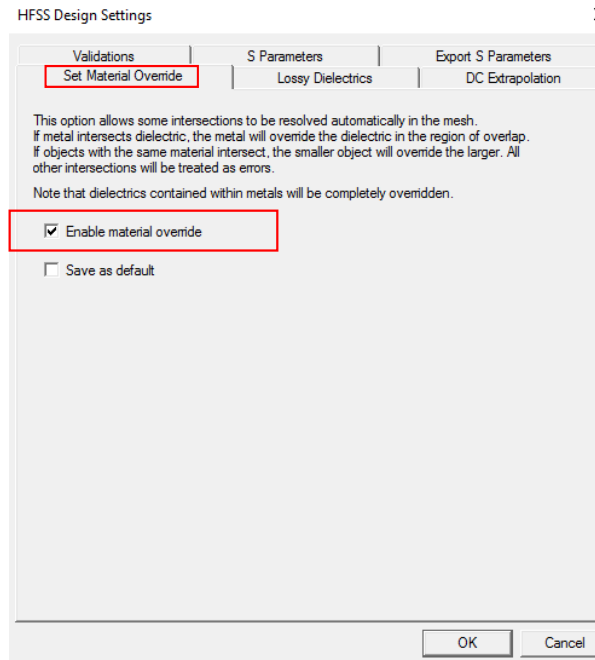 HFSS Design Settings
Validations
S Parameters
Export S Parameters
Set Material Override
Lossy Dielectrics
DC Extrapolation
This option allows some intersections to be resolved automatically in the mesh.
If metal intersects dielectric, the metal will override the dielectric in the region of overlap.
If objects with the same material intersect, the smaller object will override the larger. All
other intersections will be treated as errors.
Note that dielectrics contained within metals will be completely overridden.
Enable material override
Save as default
OK
Cancel